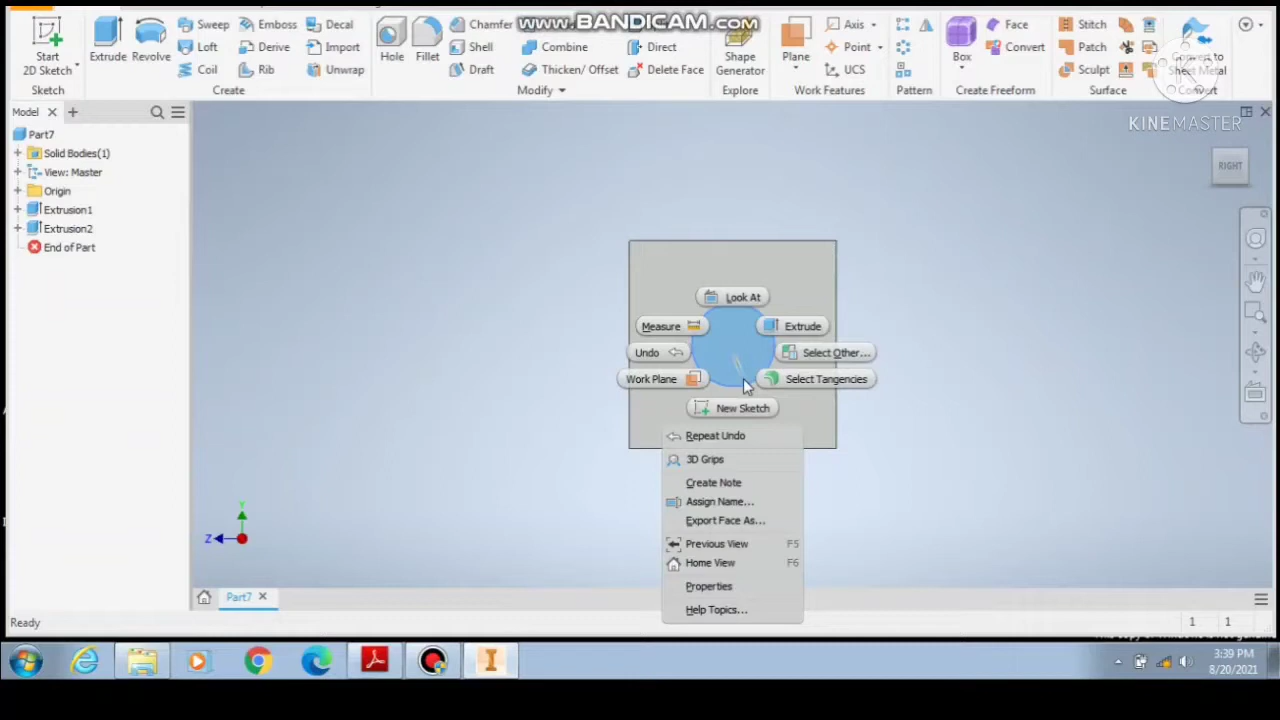 www.BANDICAM.com
Start
2D Sketch
Sketch
Extrude
Revolve
Sweep
Loft
Coil
Emboss
Derive
Rib
Decal
Import
Unwrap
Create
Hole
Fillet
Chamfer
Shell
Draft
Combine
Thicken/ Offset
Direct
Delete Face
Modify
Shape
Generator
Explore
Plane
Axis
Point
UCS
Work Features
Pattern
Box
Face
Convert
Create Freeform
Stitch
Patch
Sculpt
Surface
Convert to
Sheet Metal
Convert
K
KINEMASTER
Model
Part7
Solid Bodies(1)
View: Master
Origin
Extrusion1
Extrusion2
End of Part
RIGHT
Look At
Measure
Extrude
Undo
Select Other...
Work Plane
Select Tangencies
New Sketch
Repeat Undo
3D Grips
Create Note
Assign Name...
Export Face As...
Previous View F5
Home View F6
Properties
Help Topics...
Y
Z
Part7
Ready
1 1
3:39 PM
8/20/2021